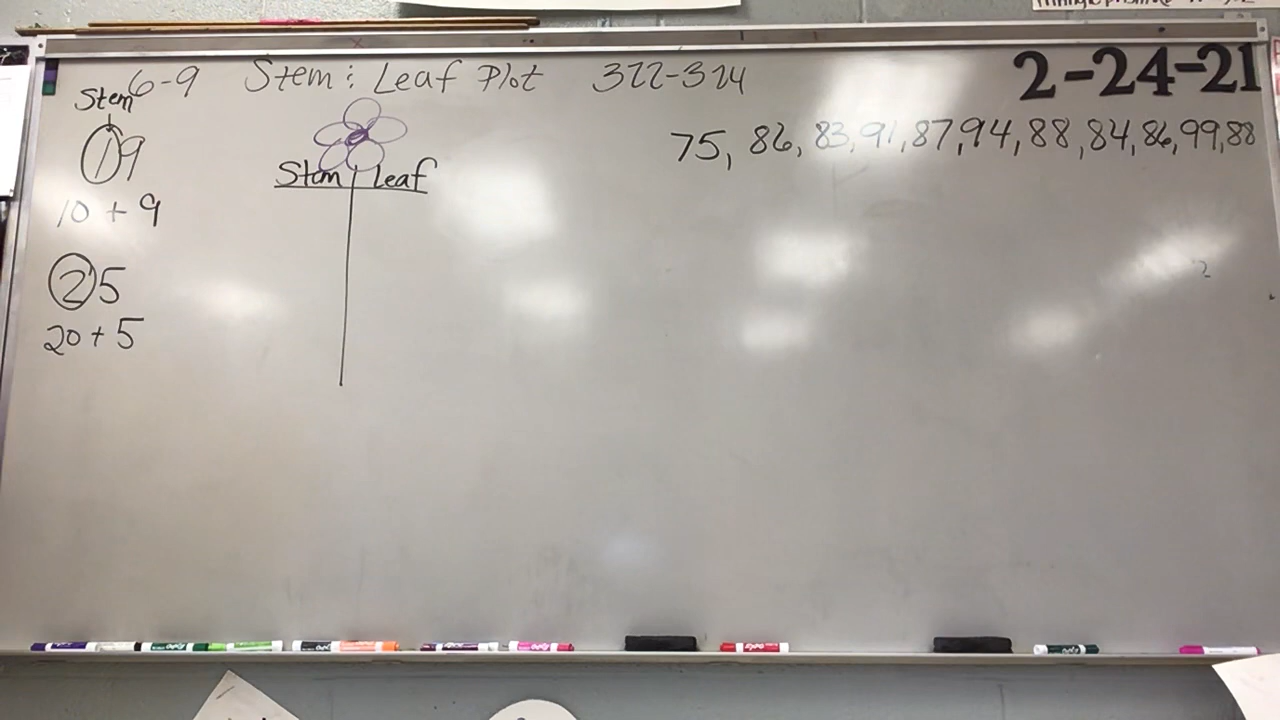 6-9 Stem : Leaf Plot 322-324
2-24-21
Stem
19
10 + 9
25
20 + 5
Stem Leaf
75, 86, 83, 91, 87, 94, 88, 84, 86, 99, 88
2